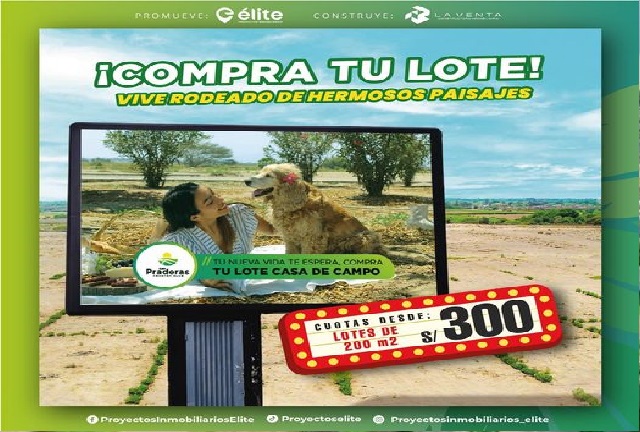 PROMUEVE: élite CONSTRUYE: LA VENTA
¡COMPRA TU LOTE!
VIVE RODEADO DE HERMOSOS PAISAJES
TU NUEVA VIDA TE ESPERA, COMPRA
TU LOTE CASA DE CAMPO
Praderas
CUOTAS DESDE:
LOTES DE
200 m2
S/ 300
ProyectosInmobiliariosElite Proyectoselite Proyectosinmobiliarios_elite